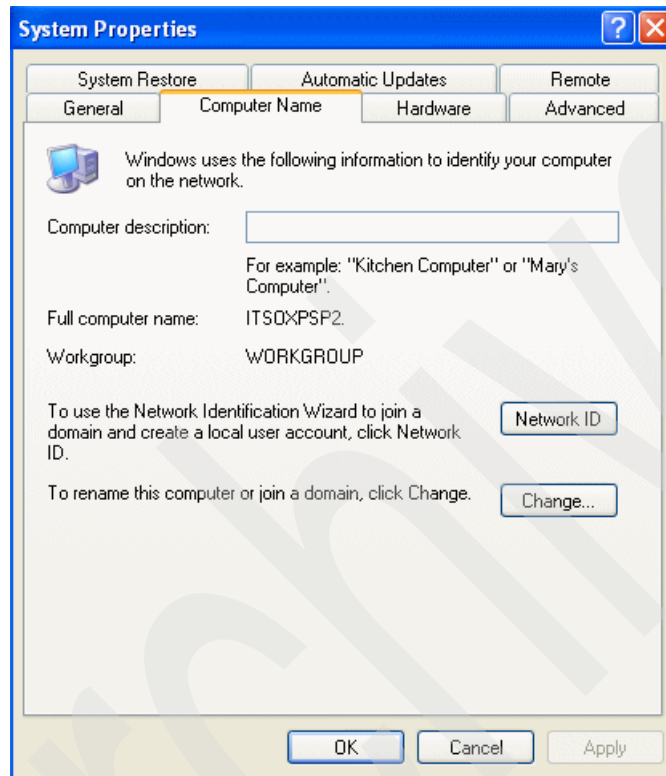 System Properties
System Restore
Automatic Updates
Remote
General
Computer Name
Hardware
Advanced
Windows uses the following information to identify your computer
on the network.
Computer description:
For example: "Kitchen Computer" or "Mary's
Computer".
Full computer name:
ITSOXPSP2.
Workgroup:
WORKGROUP
To use the Network Identification Wizard to join a
domain and create a local user account, click Network
ID.
Network ID
To rename this computer or join a domain, click Change.
Change...
OK
Cancel
Apply